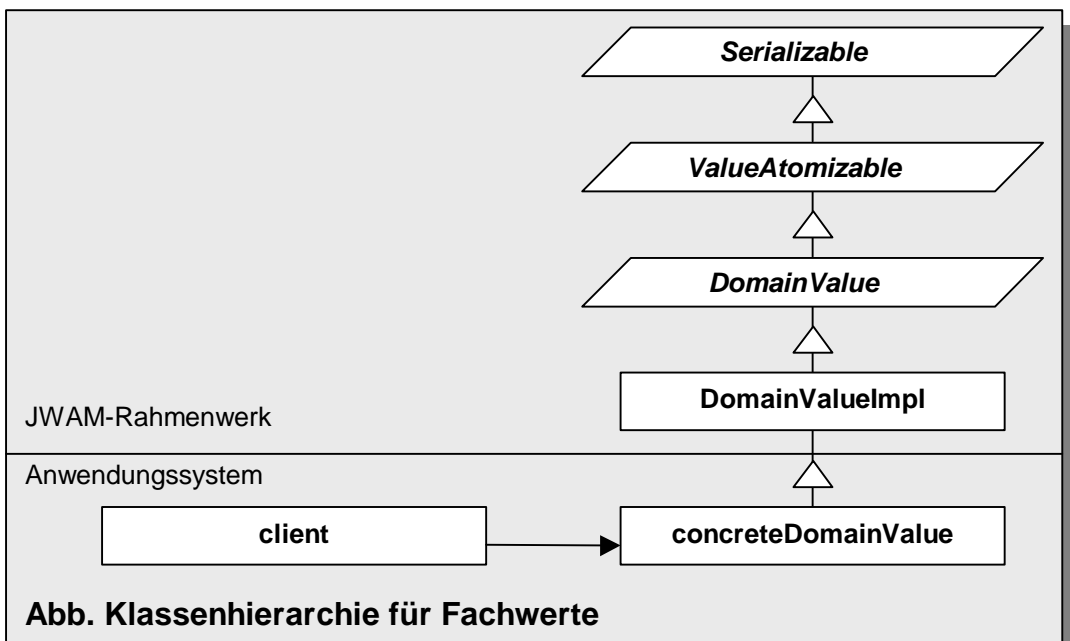 Serializable
ValueAtomizable
DomainValue
DomainValueImpl
JWAM-Rahmenwerk
Anwendungssystem
client
concreteDomainValue
Abb. Klassenhierarchie für Fachwerte